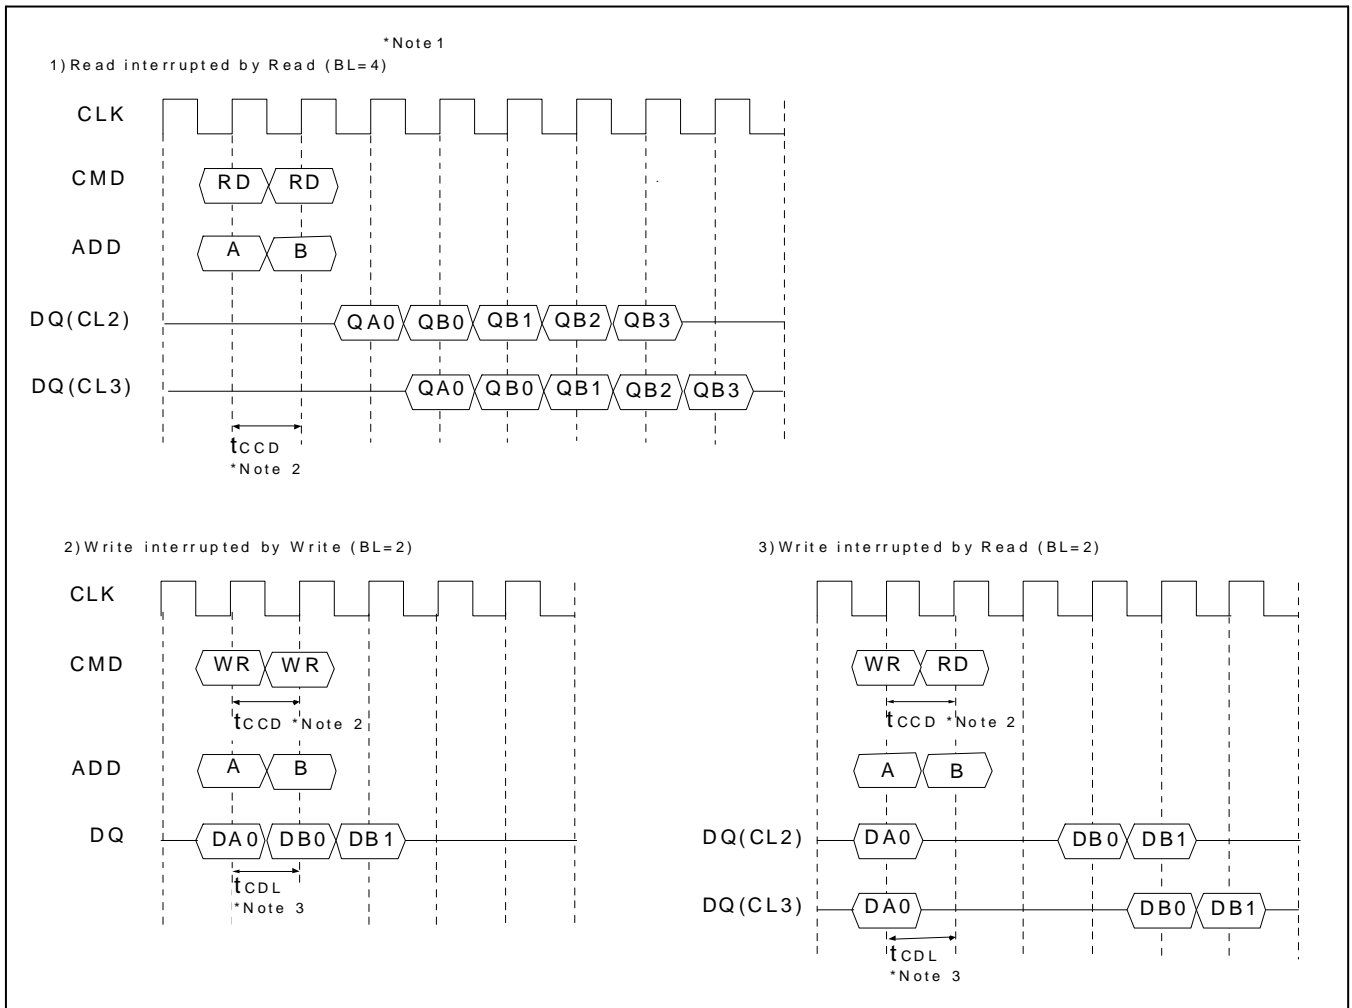 *Note1
1)Read interrupted by Read (BL=4)
CLK
CMD RD RD
ADD A B
DQ(CL2) QA0 QB0 QB1 QB2 QB3
DQ(CL3) QA0 QB0 QB1 QB2 QB3
tCCD
*Note 2
2)Write interrupted by Write (BL=2)
CLK
CMD WR WR
tCCD *Note 2
ADD A B
DQ DA0 DB0 DB1
tCDL
*Note 3
3)Write interrupted by Read (BL=2)
WR RD
tCCD *Note 2
A B
DQ(CL2) DA0 DB0 DB1
DQ(CL3) DA0 DB0 DB1
tCDL
*Note 3